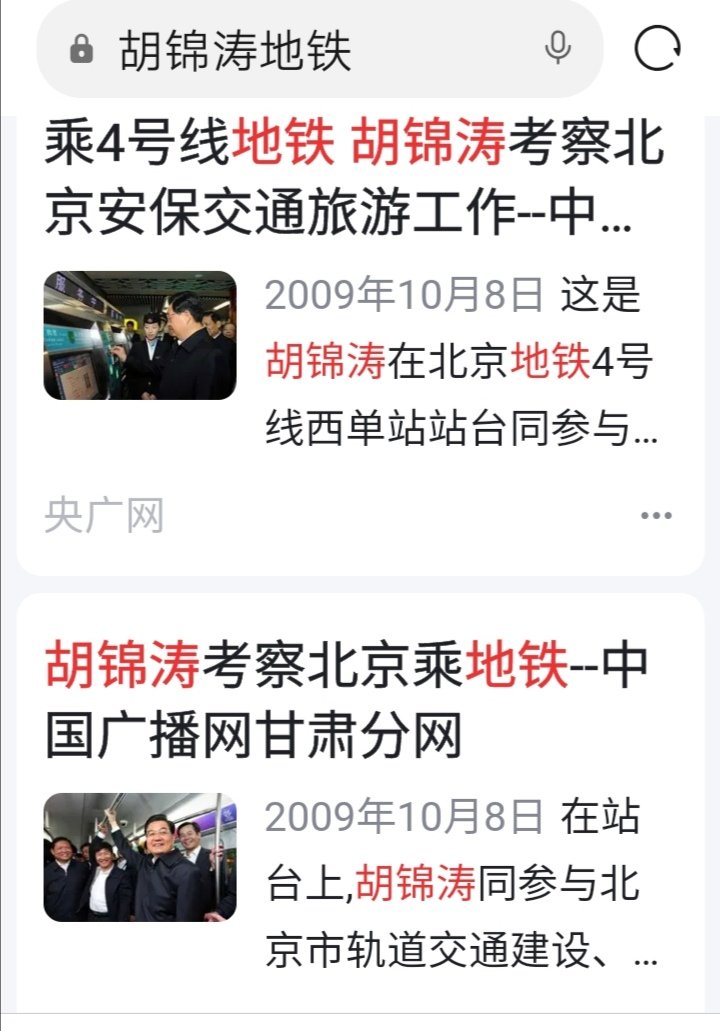 胡锦涛地铁
乘4号线地铁 胡锦涛考察北
京安保交通旅游工作--中...
2009年10月8日 这是
胡锦涛在北京地铁4号
线西单站站台同参与...
央广网
胡锦涛考察北京乘地铁--中
国广播网甘肃分网
2009年10月8日 在站
台上,胡锦涛同参与北
京市轨道交通建设、...